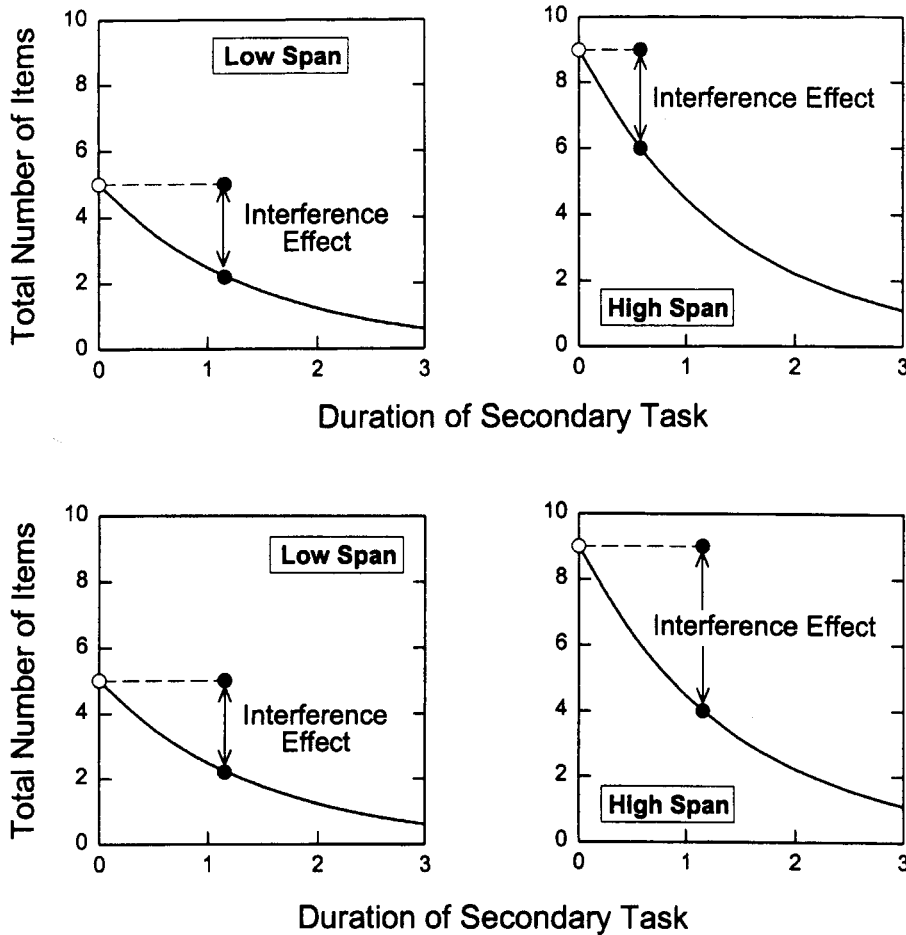 Total Number of Items
10
8
6
4
2
0
Low Span
Interference
Effect
0 1 2 3
10
8
6
4
2
0
Interference Effect
High Span
0 1 2 3
Duration of Secondary Task
Total Number of Items
10
8
6
4
2
0
Low Span
Interference
Effect
0 1 2 3
10
8
6
4
2
0
Interference Effect
High Span
0 1 2 3
Duration of Secondary Task